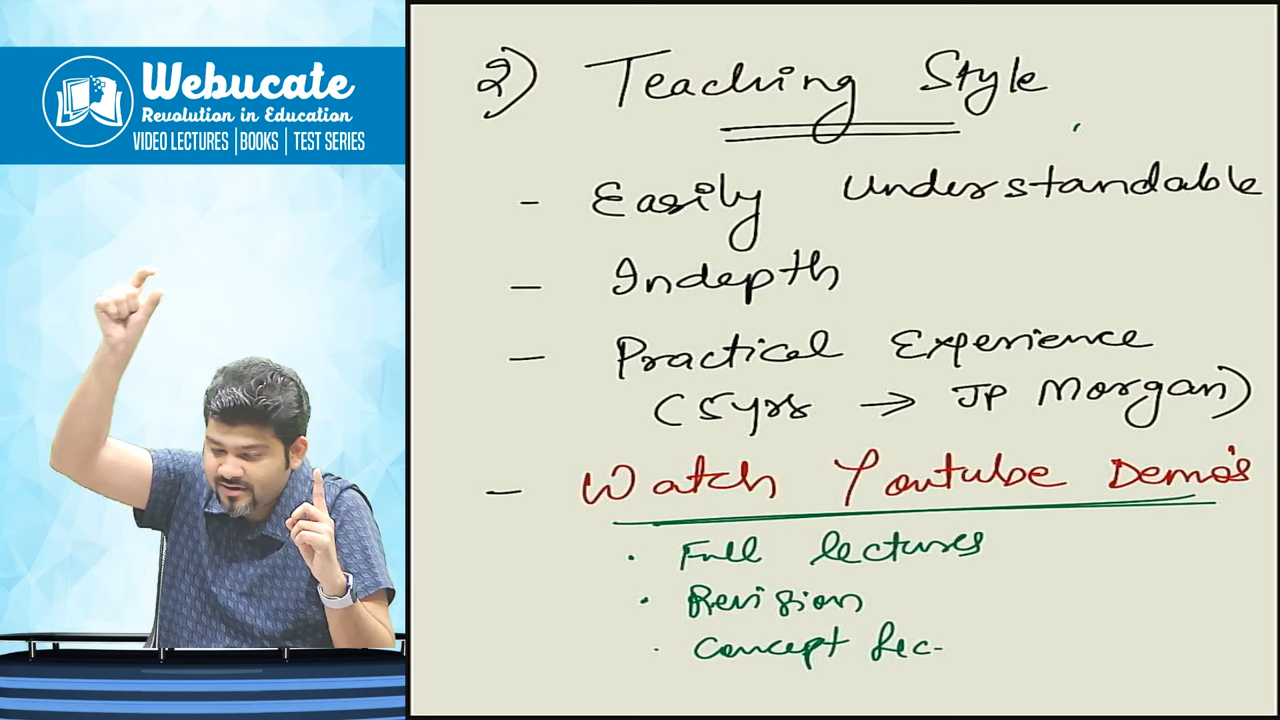 Webucate
Revolution in Education
VIDEO LECTURES | BOOKS | TEST SERIES
2) Teaching Style
- Easily Understandable
- Indepth
- Practical Experience
(5yrs → JP Morgan)
- Watch Youtube Demo's
. Full lectures
. Revision
. Concept Lec-